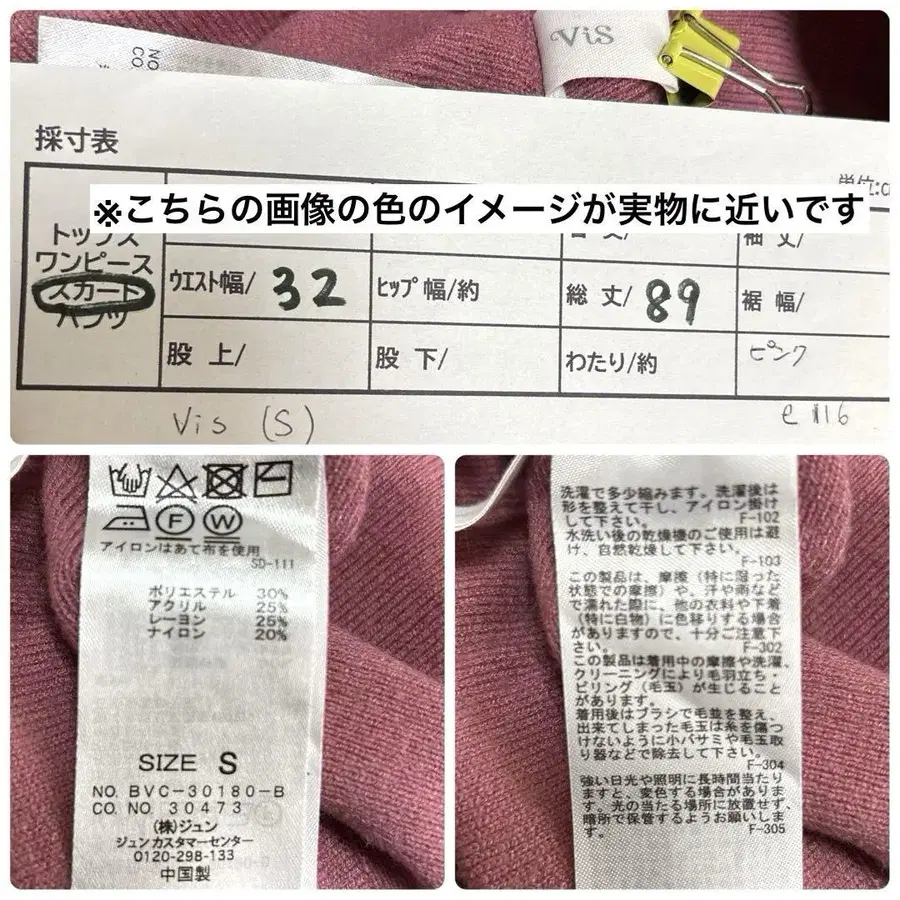 ViS
NO.
CO.
採寸表
※こちらの画像の色のイメージが実物に近いです
トップス
ワンピース
スカート
パンツ
ウエスト幅/ 32
ヒップ幅/約
総 丈/ 89
裾 幅/
股 上/
股 下/
わたり/約
ピンク
Vis (S)
アイロンはあて布を使用
SD-111
ポリエステル 30%
アクリル 25%
レーヨン 25%
ナイロン 20%
SIZE S
NO. BVC-30180-B
CO. NO. 30473
(株)ジュン
ジュンカスタマーセンター
0120-298-133
中国製
洗濯で多少縮みます。洗濯後は
形を整えて干し、アイロン掛け
して下さい。
F-102
水洗い後の乾燥機のご使用は避
け、自然乾燥して下さい。
F-103
この製品は、摩擦（特に湿った
状態での摩擦）や、汗や雨など
で濡れた際に、他の衣料や下着
（特に白物）に色移りする場合
がありますので、十分ご注意下
さい。
F-302
この製品は着用中の摩擦や洗濯、
クリーニングにより毛羽立ち・
ピリング（毛玉）が生じること
があります。
着用後はブラシで毛並を整え、
出来てしまった毛玉は糸を傷つ
けないように小バサミや毛玉取
り器などで除去して下さい。
F-304
強い日光や照明に長時間当たり
ますと、変色する場合がありま
す。光の当たる場所に放置せず、
暗所で保管するようお願いしま
す。
F-305